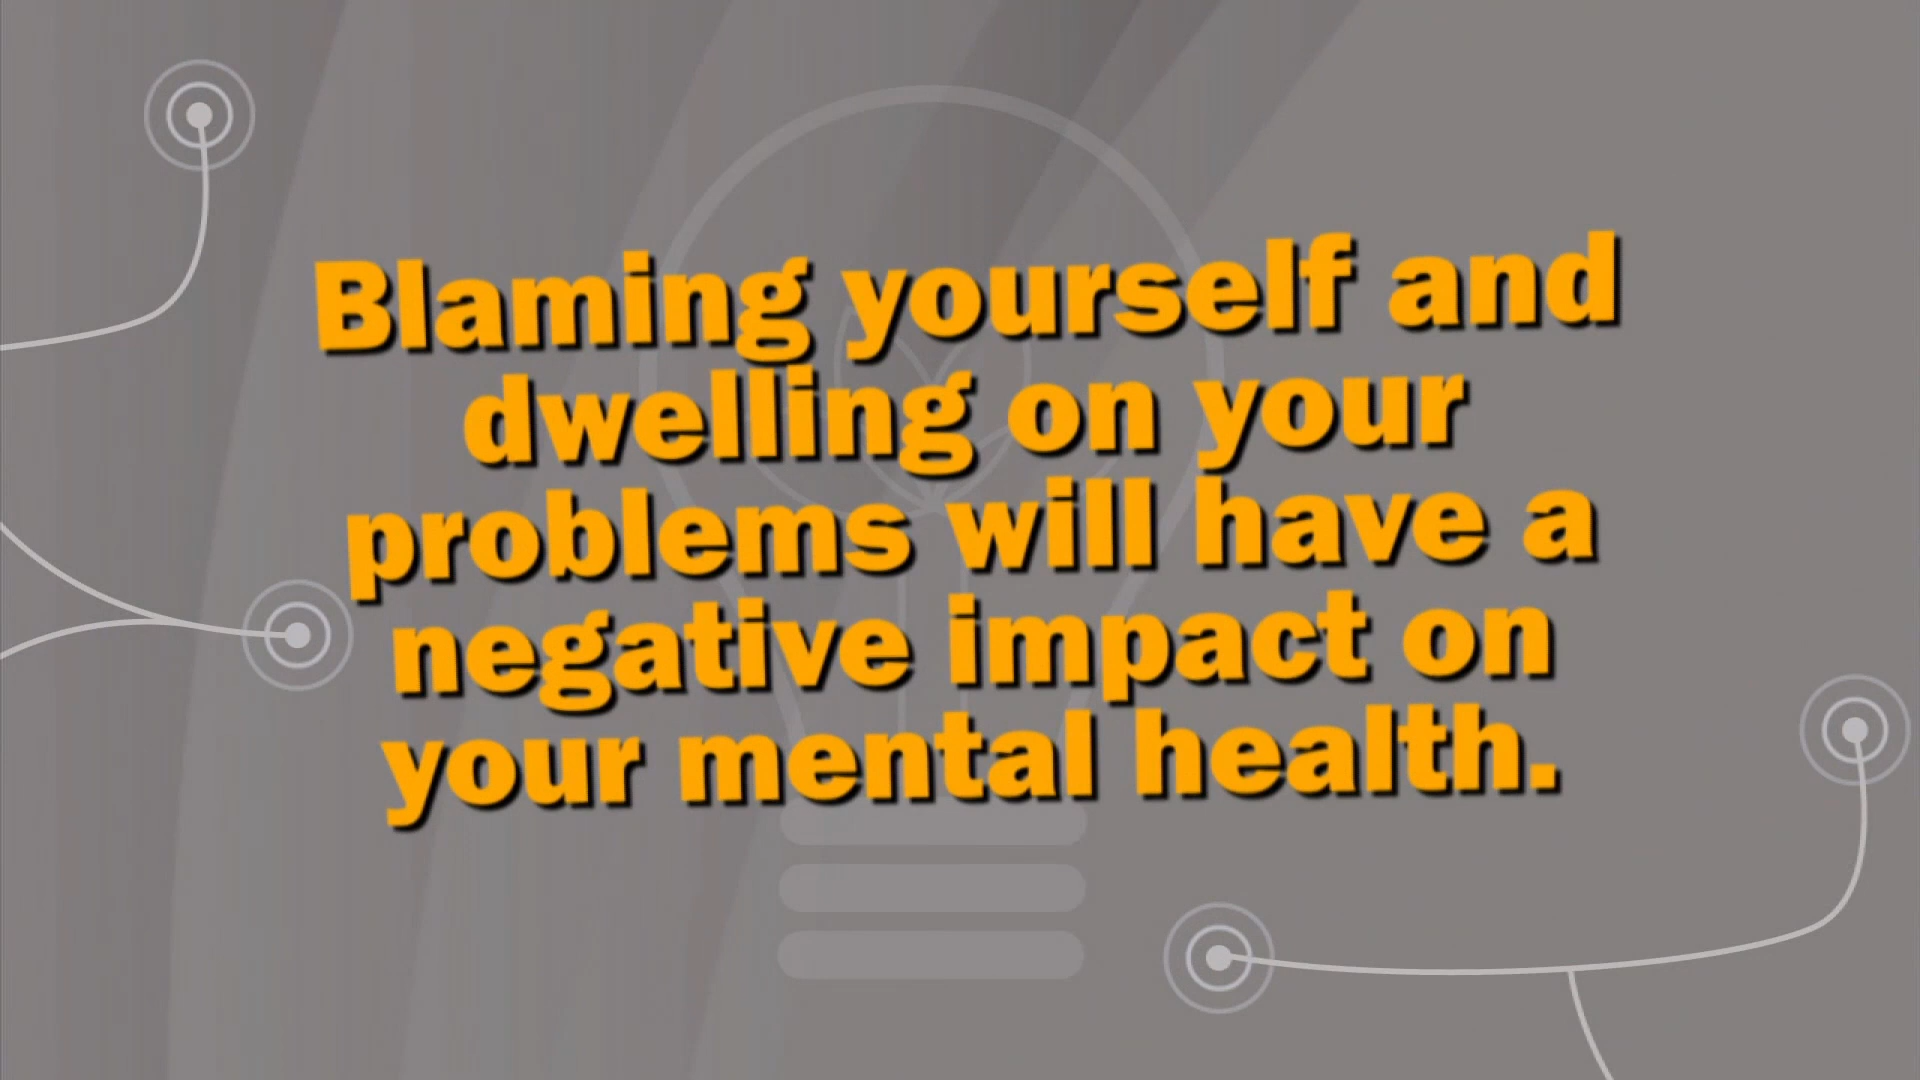 Blaming yourself and
dwelling on your
problems will have a
negative impact on
your mental health.